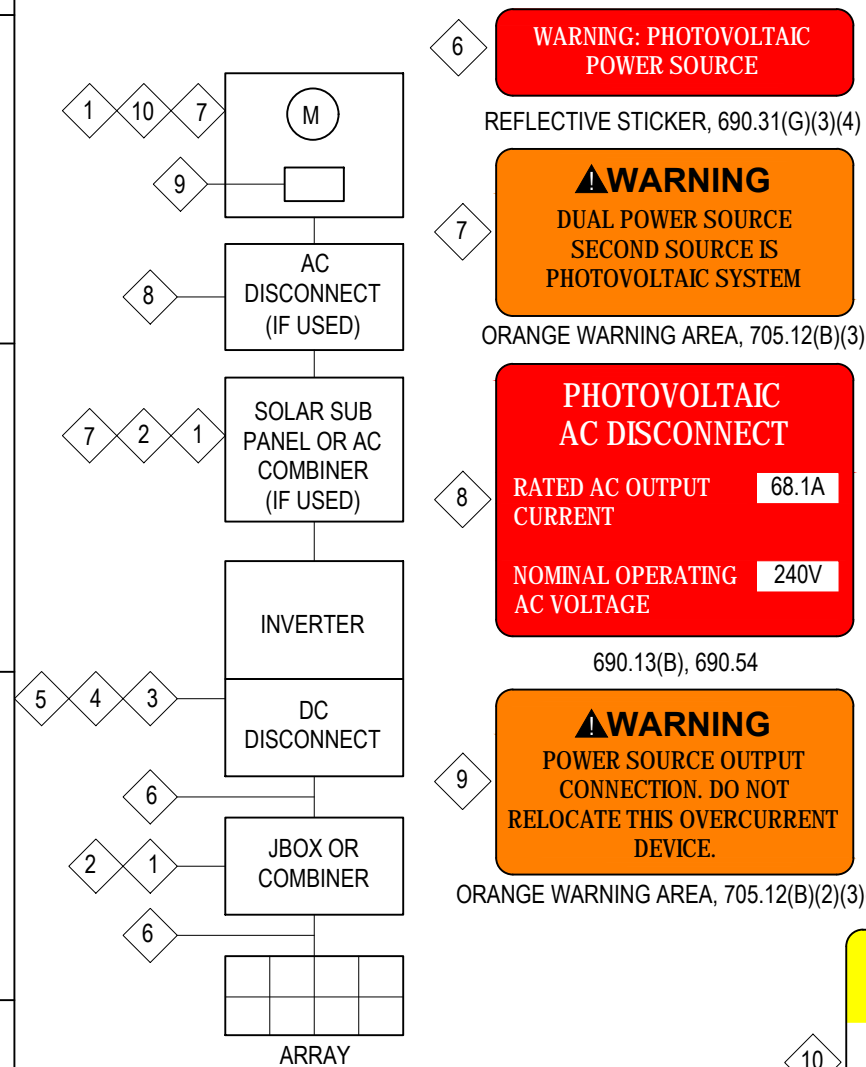 1 10 7
M
9
8
AC
DISCONNECT
(IF USED)
7 2 1
SOLAR SUB
PANEL OR AC
COMBINER
(IF USED)
INVERTER
5 4 3
DC
DISCONNECT
6
2 1
JBOX OR
COMBINER
6
ARRAY
6
WARNING: PHOTOVOLTAIC
POWER SOURCE
REFLECTIVE STICKER, 690.31(G)(3)(4)
7
!WARNING
DUAL POWER SOURCE
SECOND SOURCE IS
PHOTOVOLTAIC SYSTEM
ORANGE WARNING AREA, 705.12(B)(3)
8
PHOTOVOLTAIC
AC DISCONNECT
RATED AC OUTPUT 68.1A
CURRENT
NOMINAL OPERATING 240V
AC VOLTAGE
690.13(B), 690.54
9
!WARNING
POWER SOURCE OUTPUT
CONNECTION. DO NOT
RELOCATE THIS OVERCURRENT
DEVICE.
ORANGE WARNING AREA, 705.12(B)(2)(3)
10